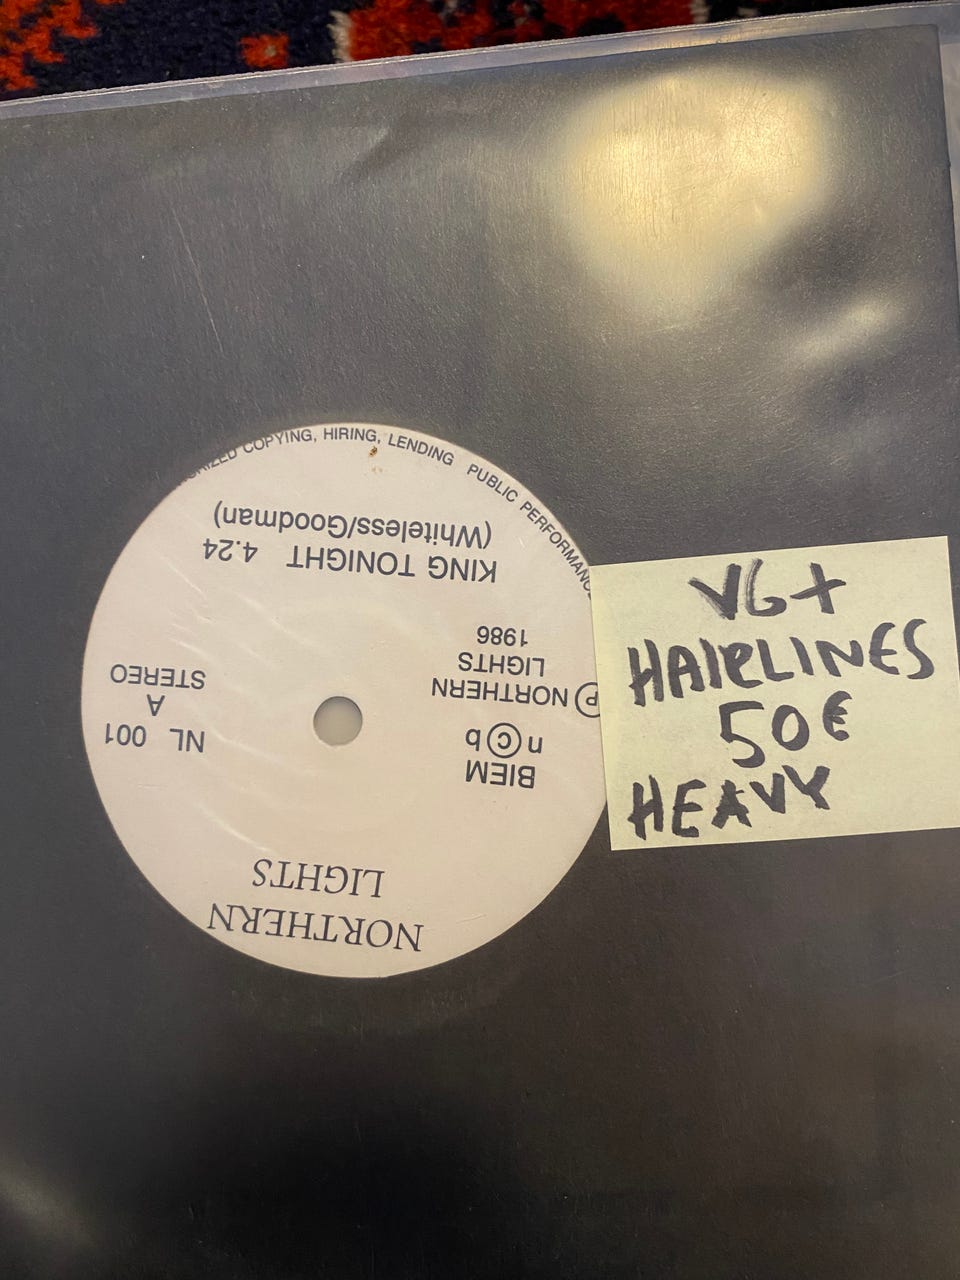 NORTHERN
LIGHTS
BIEM
n©b
℗ NORTHERN
LIGHTS
1986
NL 001
A
STEREO
KING TONIGHT 4.24
(Whiteless/Goodman)
COPYING, HIRING, LENDING PUBLIC PERFORMANC
VG+
HAIRLINES
50€
HEAVY